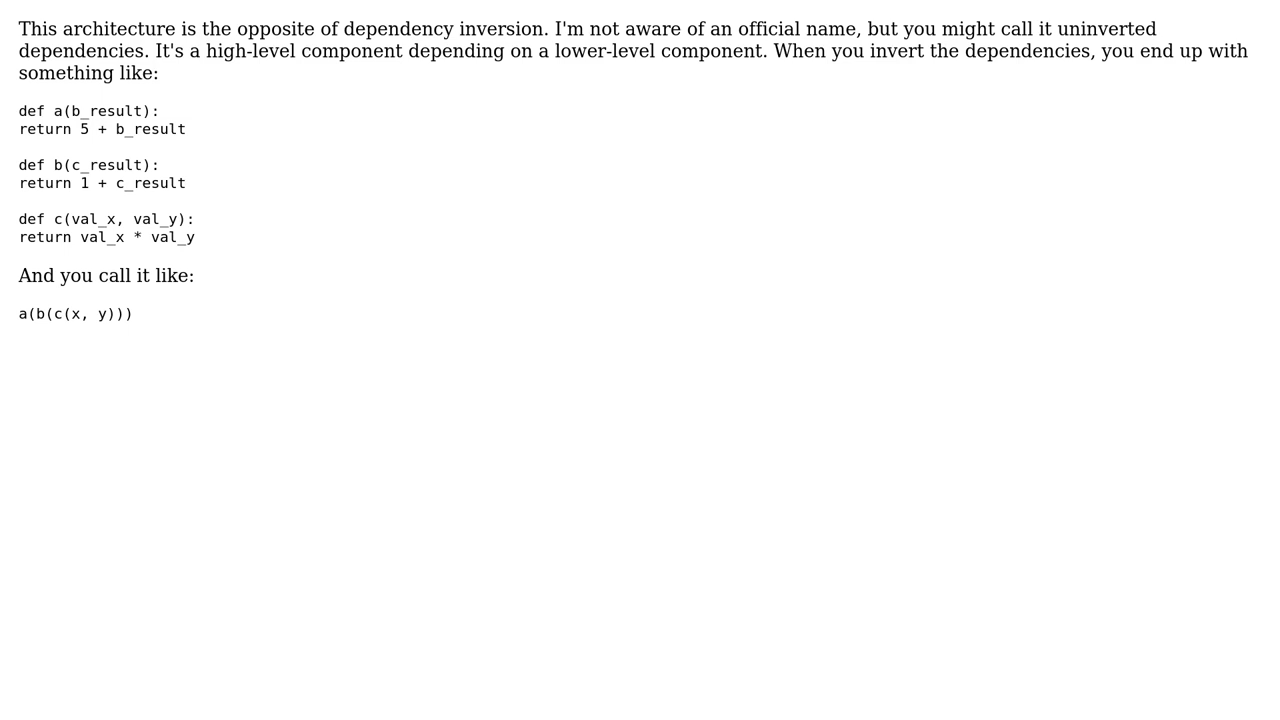 This architecture is the opposite of dependency inversion. I'm not aware of an official name, but you might call it uninverted
dependencies. It's a high-level component depending on a lower-level component. When you invert the dependencies, you end up with
something like:
def a(b_result):
return 5 + b_result
def b(c_result):
return 1 + c_result
def c(val_x, val_y):
return val_x * val_y
And you call it like:
a(b(c(x, y)))